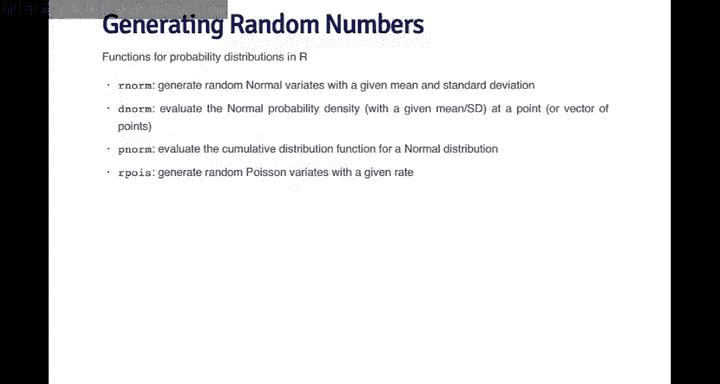 Generating Random Numbers
Functions for probability distributions in R
· rnorm: generate random Normal variates with a given mean and standard deviation
· dnorm: evaluate the Normal probability density (with a given mean/SD) at a point (or vector of
points)
· pnorm: evaluate the cumulative distribution function for a Normal distribution
· rpois: generate random Poisson variates with a given rate